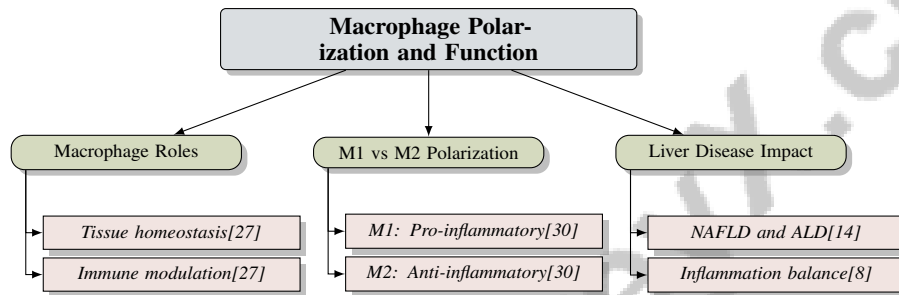 Macrophage Polar-
ization and Function
Macrophage Roles
M1 vs M2 Polarization
Liver Disease Impact
Tissue homeostasis[27]
M1: Pro-inflammatory[30]
NAFLD and ALD[14]
Immune modulation[27]
M2: Anti-inflammatory[30]
Inflammation balance[8]